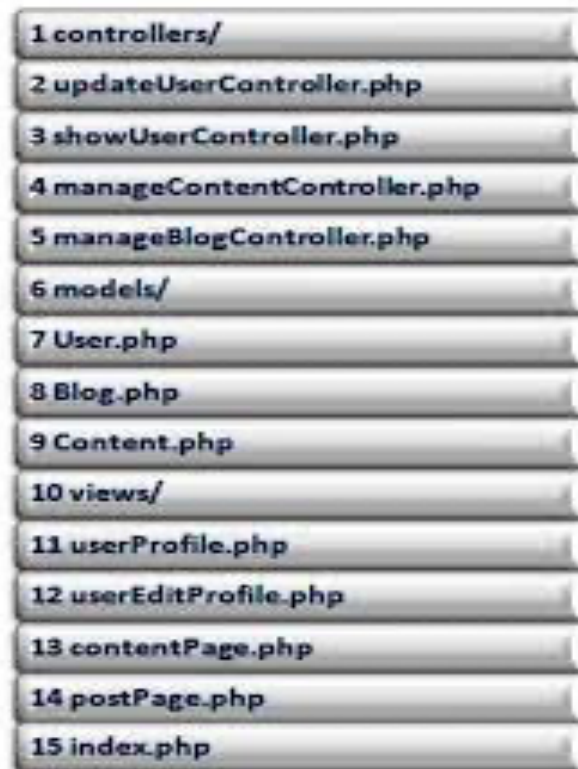 1 controllers/
2 updateUserController.php
3 showUserController.php
4 manageContentController.php
5 manageBlogController.php
6 models/
7 User.php
8 Blog.php
9 Content.php
10 views/
11 userProfile.php
12 userEditProfile.php
13 contentPage.php
14 postPage.php
15 index.php